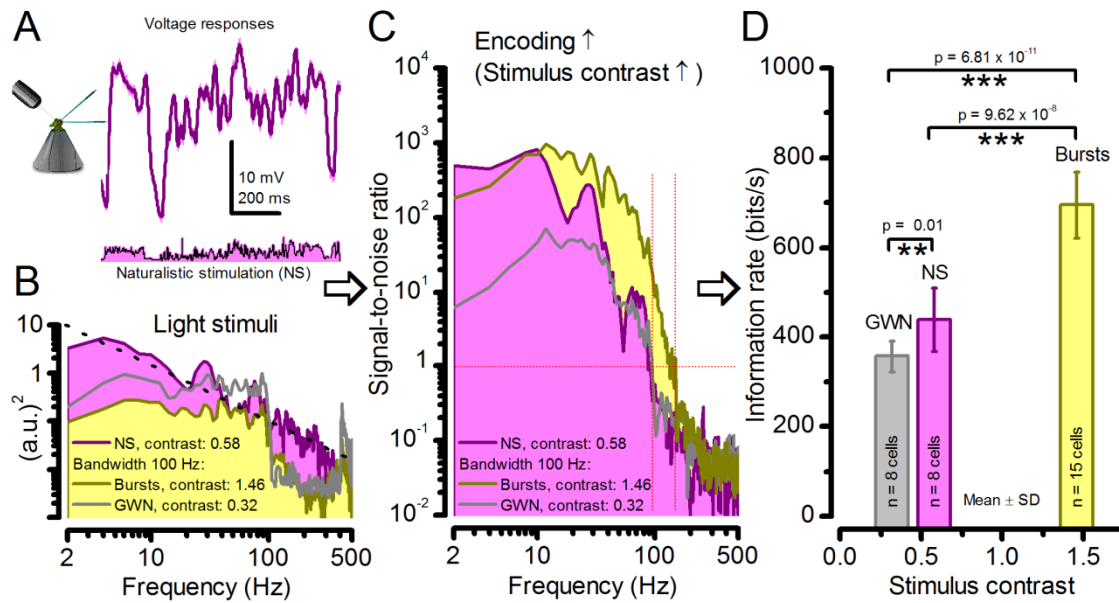 A
Voltage responses
10 mV
200 ms
Naturalistic stimulation (NS)
B
Light stimuli
(a.u.)²
10
1
NS, contrast: 0.58
Bandwidth 100 Hz:
Bursts, contrast: 1.46
GWN, contrast: 0.32
2
10
100
500
Frequency (Hz)
C
Encoding ↑
(Stimulus contrast ↑)
Signal-to-noise ratio
10⁴
10³
10²
10¹
1
10⁻¹
10⁻²
NS, contrast: 0.58
Bandwidth 100 Hz:
Bursts, contrast: 1.46
GWN, contrast: 0.32
2
10
100
500
Frequency (Hz)
D
p = 6.81 x 10⁻¹¹
***
p = 9.62 x 10⁻⁸
***
Bursts
p = 0.01
**
NS
GWN
Information rate (bits/s)
1000
800
600
400
200
0
n = 8 cells
n = 8 cells
Mean ± SD
n = 15 cells
0.0
0.5
1.0
1.5
Stimulus contrast